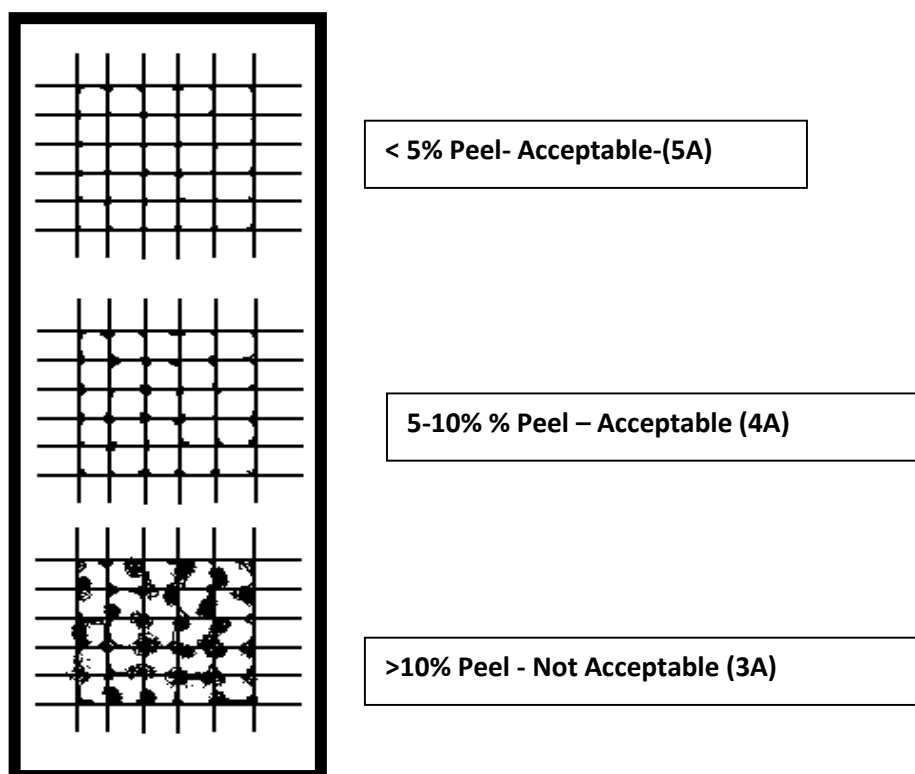 < 5% Peel- Acceptable-(5A)
5-10% % Peel – Acceptable (4A)
>10% Peel - Not Acceptable (3A)